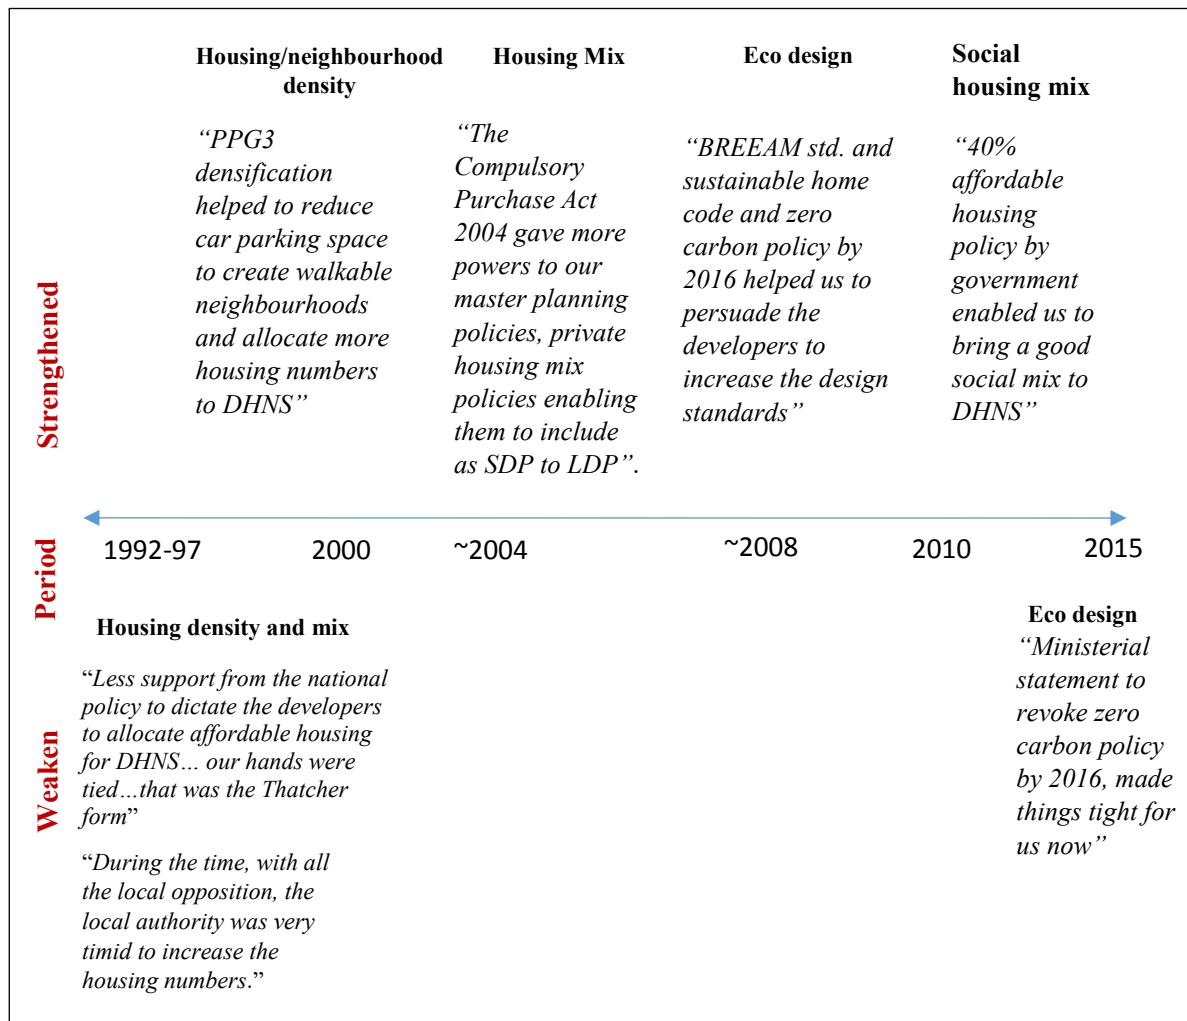 Housing/neighbourhood
density
“PPG3
densification
helped to reduce
car parking space
to create walkable
neighbourhoods
and allocate more
housing numbers
to DHNS”
Housing Mix
“The
Compulsory
Purchase Act
2004 gave more
powers to our
master planning
policies, private
housing mix
policies enabling
them to include
as SDP to LDP”.
Eco design
“BREEAM std. and
sustainable home
code and zero
carbon policy by
2016 helped us to
persuade the
developers to
increase the design
standards”
Social
housing mix
“40%
affordable
housing
policy by
government
enabled us to
bring a good
social mix to
DHNS”
Strengthened
Period
1992-97 2000 ~2004 ~2008 2010 2015
Weaken
Housing density and mix
“Less support from the national
policy to dictate the developers
to allocate affordable housing
for DHNS… our hands were
tied…that was the Thatcher
form”
“During the time, with all
the local opposition, the
local authority was very
timid to increase the
housing numbers.”
Eco design
“Ministerial
statement to
revoke zero
carbon policy
by 2016, made
things tight for
us now”